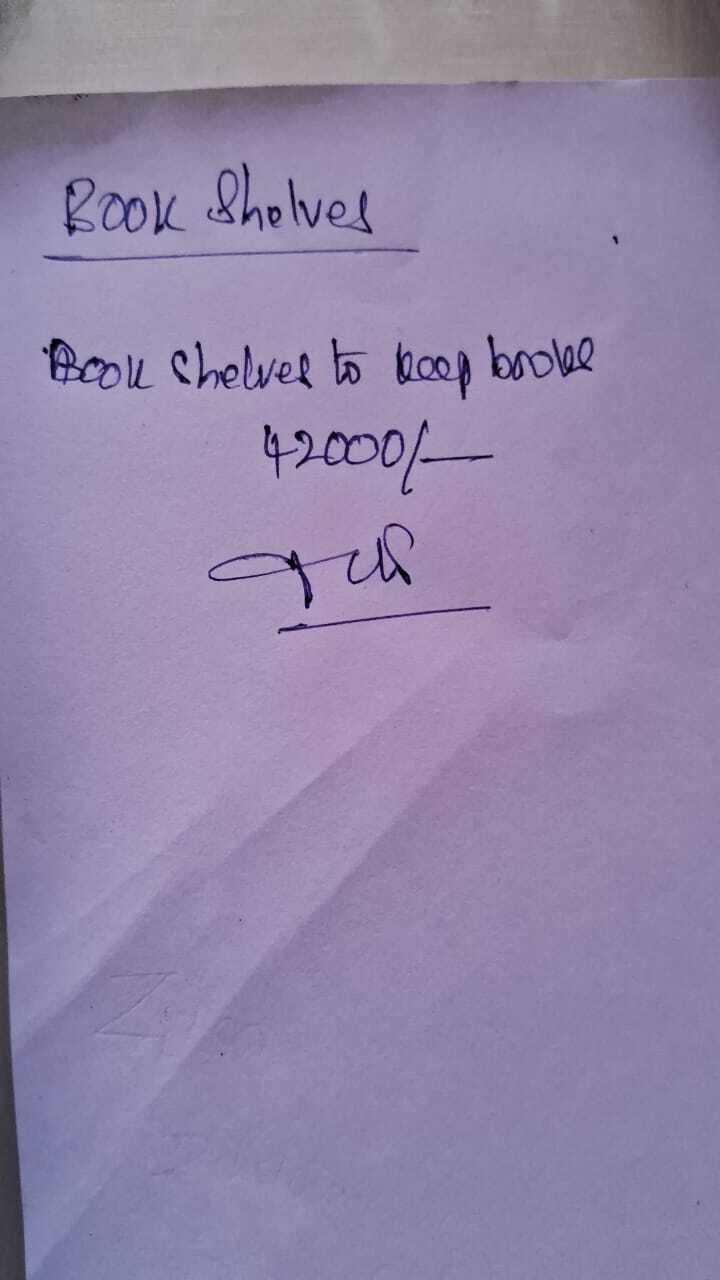 Book Shelves
Book Shelves to keep books
42000/-